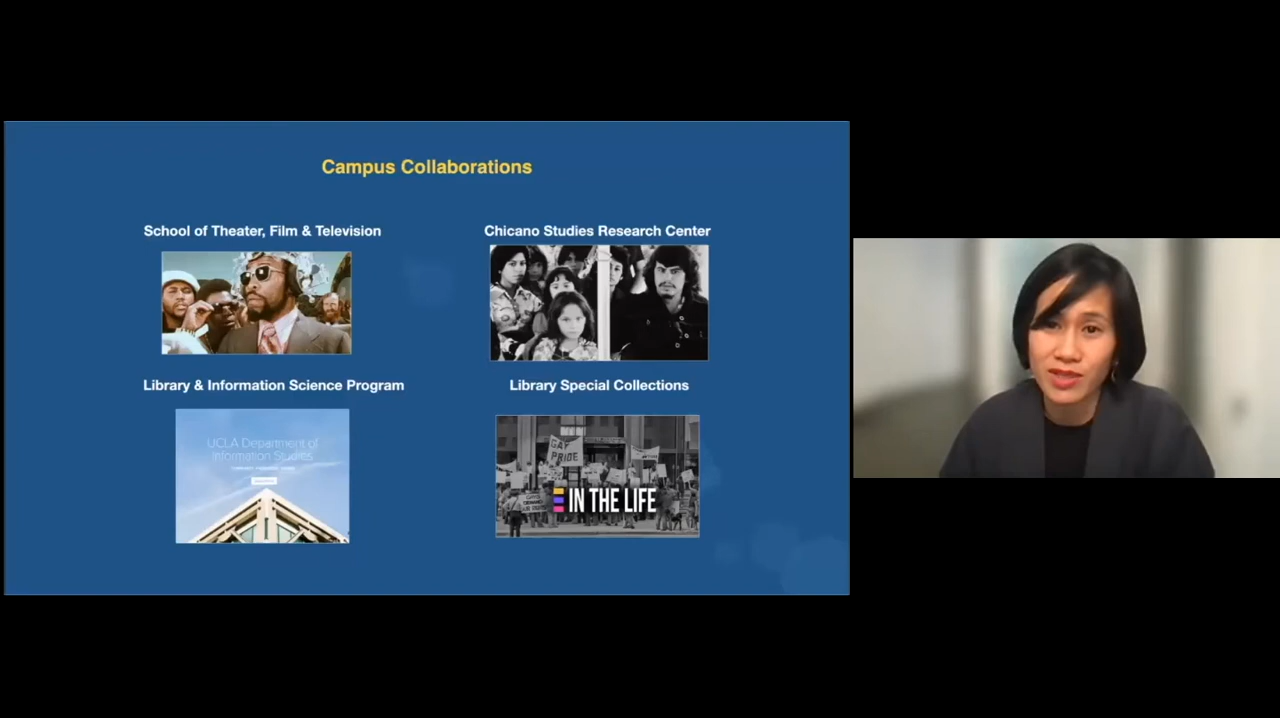 Campus Collaborations
School of Theater, Film & Television
Chicano Studies Research Center
Library & Information Science Program
Library Special Collections
UCLA Department of
Information Studies
GAY
PRIDE
IN THE LIFE